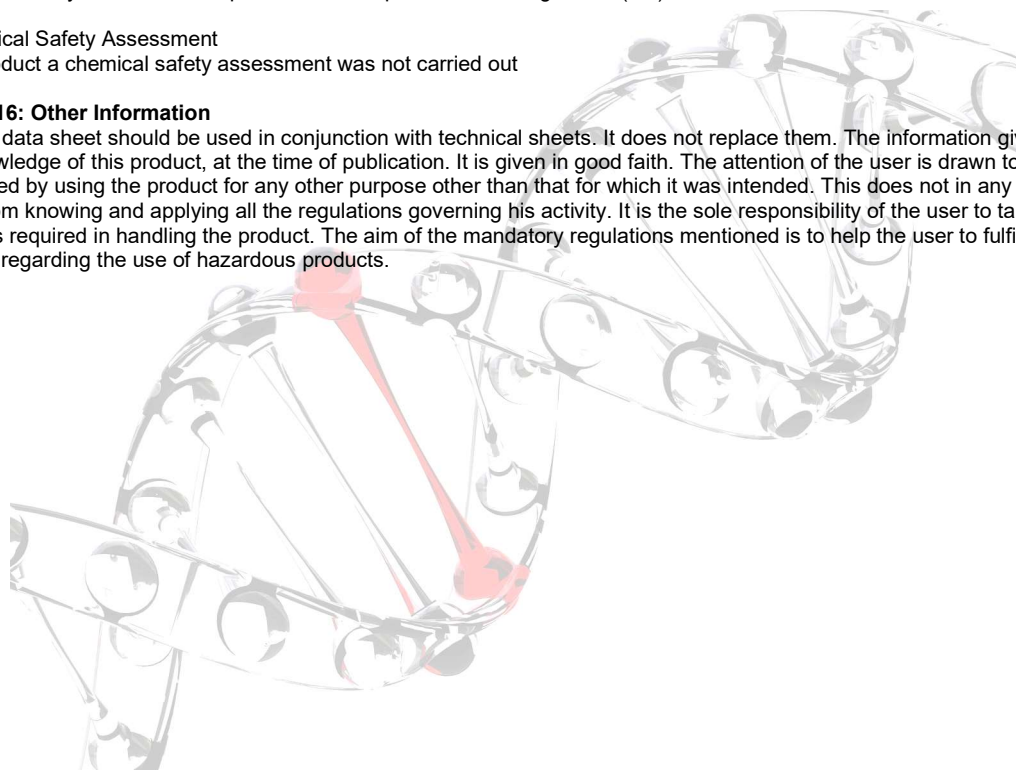 ical Safety Assessment
duct a chemical safety assessment was not carried out
16: Other Information
data sheet should be used in conjunction with technical sheets. It does not replace them. The information gi
wledge of this product, at the time of publication. It is given in good faith. The attention of the user is drawn to
ed by using the product for any other purpose other than that for which it was intended. This does not in any
om knowing and applying all the regulations governing his activity. It is the sole responsibility of the user to ta
s required in handling the product. The aim of the mandatory regulations mentioned is to help the user to fulfi
regarding the use of hazardous products.